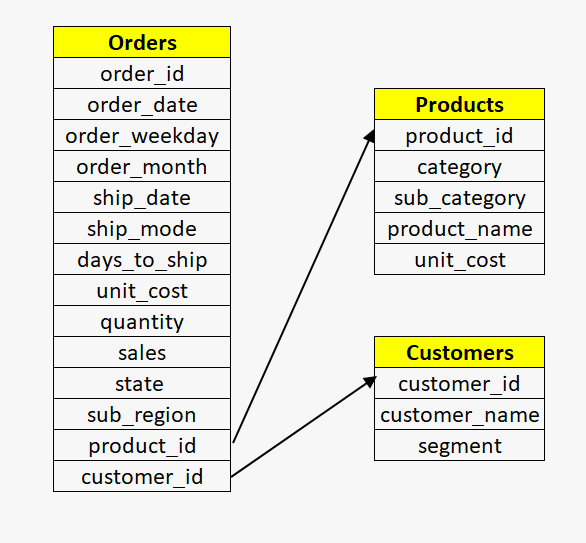 Orders
order_id
order_date
order_weekday
order_month
ship_date
ship_mode
days_to_ship
unit_cost
quantity
sales
state
sub_region
product_id
customer_id
Products
product_id
category
sub_category
product_name
unit_cost
Customers
customer_id
customer_name
segment